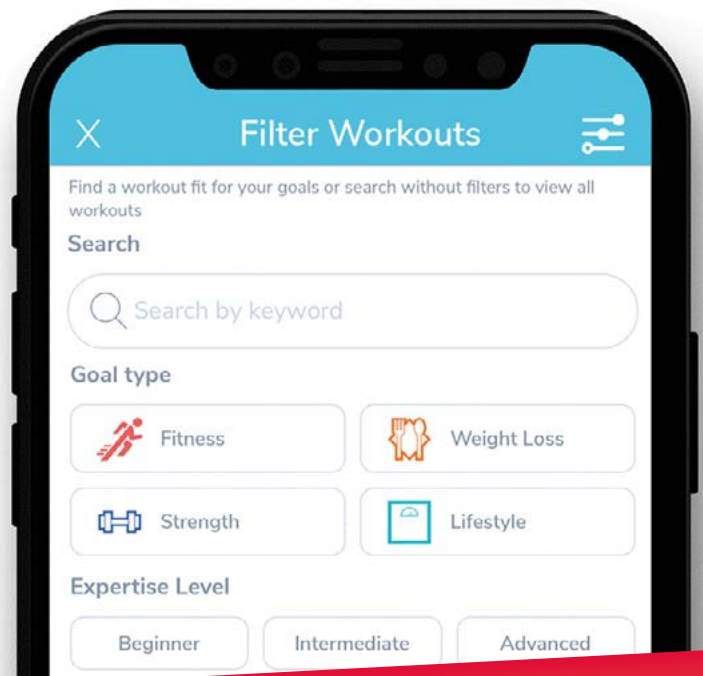 X
Filter Workouts
Find a workout fit for your goals or search without filters to view all
workouts
Search
Search by keyword
Goal type
Fitness
Weight Loss
Strength
Lifestyle
Expertise Level
Beginner
Intermediate
Advanced